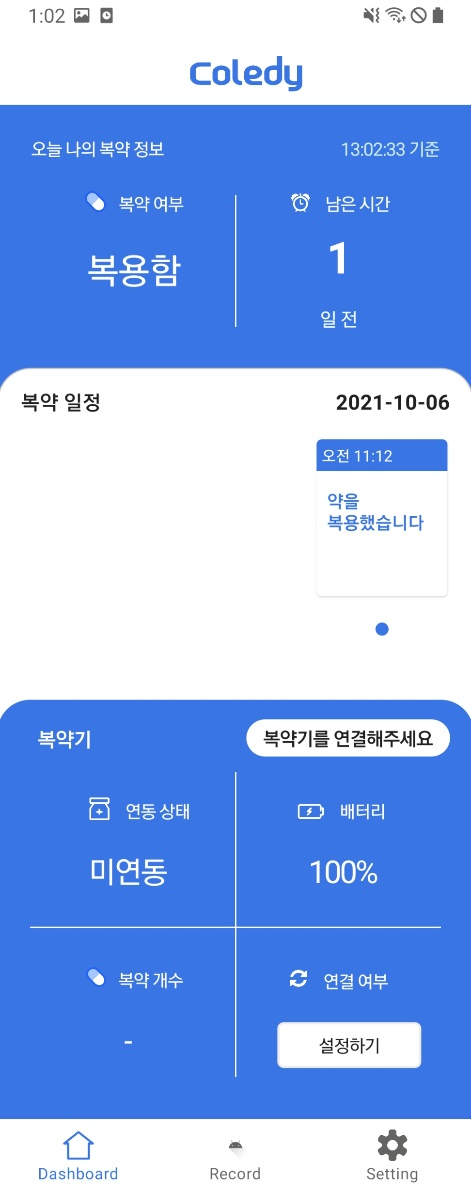 1:02
Coledy
오늘 나의 복약 정보
13:02:33 기준
복약 여부
남은 시간
복용함
1
일 전
복약 일정
2021-10-06
오전 11:12
약을
복용했습니다
복약기
복약기를 연결해주세요
연동 상태
배터리
미연동
100%
복약 개수
연결 여부
-
설정하기
Dashboard
Record
Setting